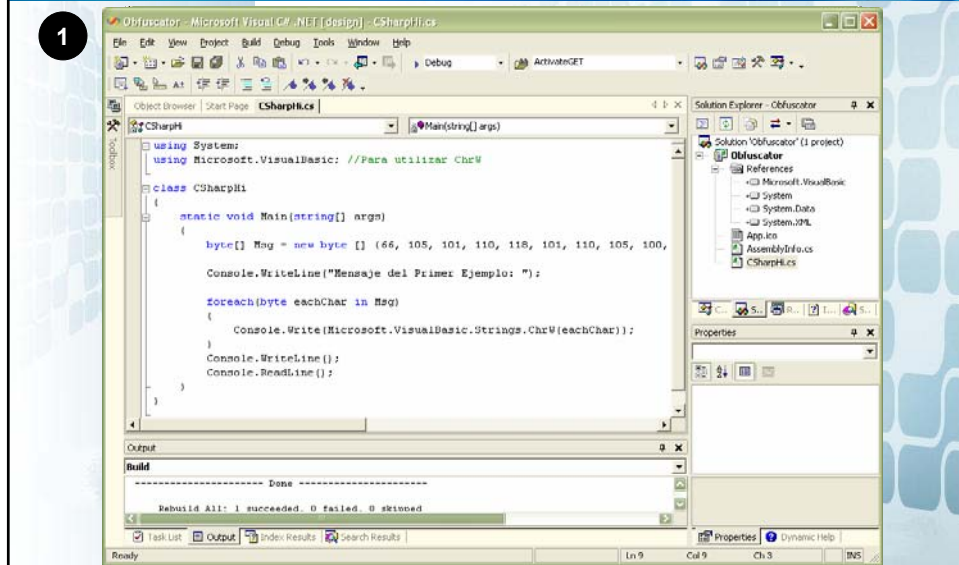 1
Obfuscator - Microsoft Visual C# .NET [design] - CSharpHi.cs
File Edit View Project Build Debug Tools Window Help
Debug ActivateGET
Object Browser Start Page CSharpHi.cs
Solution Explorer - Obfuscator
Toolbox
CSharpHi Main(string[] args)
using System;
using Microsoft.VisualBasic; //Para utilizar ChrW
class CSharpHi
{
static void Main(string[] args)
{
byte[] Msg = new byte [] {66, 105, 101, 110, 118, 101, 110, 105, 100,
Console.WriteLine("Mensaje del Primer Ejemplo: ");
foreach(byte eachChar in Msg)
{
Console.Write(Microsoft.VisualBasic.Strings.ChrW(eachChar));
}
Console.WriteLine();
Console.ReadLine();
}
}
Solution 'Obfuscator' (1 project)
Obfuscator
References
Microsoft.VisualBasic
System
System.Data
System.XML
App.ico
AssemblyInfo.cs
CSharpHi.cs
C... S... R... I... S...
Properties
Output
Build
---------------------- Done ----------------------
Rebuild All: 1 succeeded, 0 failed, 0 skipped
Task List Output Index Results Search Results
Properties Dynamic Help
Ready Ln 9 Col 9 Ch 3 INS